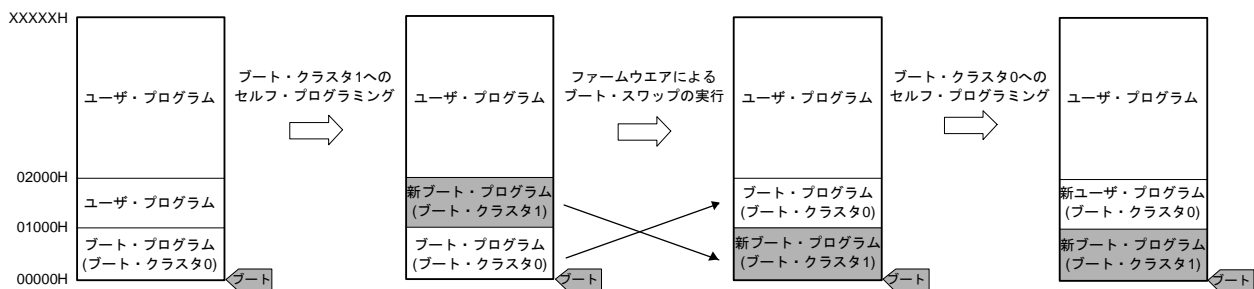 XXXXXH
ユーザ・プログラム
02000H
ユーザ・プログラム
01000H
ブート・プログラム
(ブート・クラスタ0)
00000H
ブート
ブート・クラスタ1への
セルフ・プログラミング
ユーザ・プログラム
新ブート・プログラム
(ブート・クラスタ1)
ブート・プログラム
(ブート・クラスタ0)
ブート
ファームウエアによる
ブート・スワップの実行
ユーザ・プログラム
ブート・プログラム
(ブート・クラスタ0)
新ブート・プログラム
(ブート・クラスタ1)
ブート
ブート・クラスタ0への
セルフ・プログラミング
ユーザ・プログラム
新ユーザ・プログラム
(ブート・クラスタ0)
新ブート・プログラム
(ブート・クラスタ1)
ブート